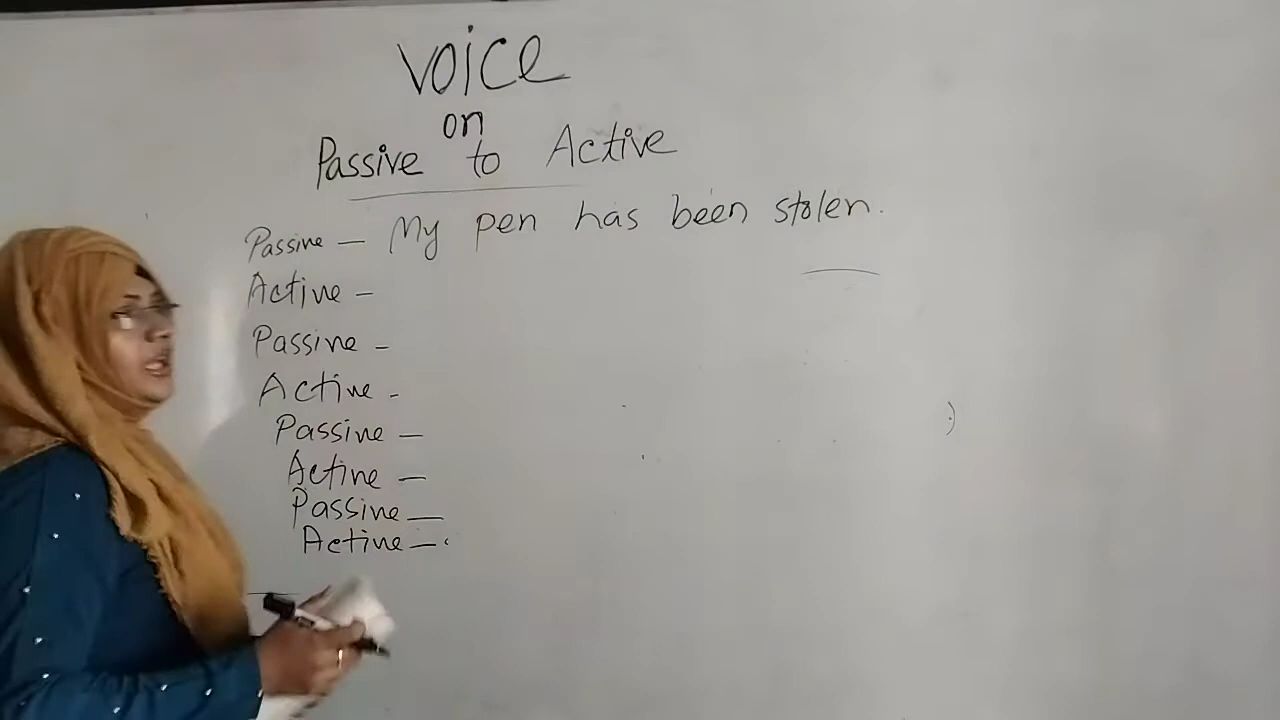 VOICE
on
Passive to Active
Passive — My pen has been stolen.
Active –
Passive –
Active -
Passive —
Active —
Passive —
Active —